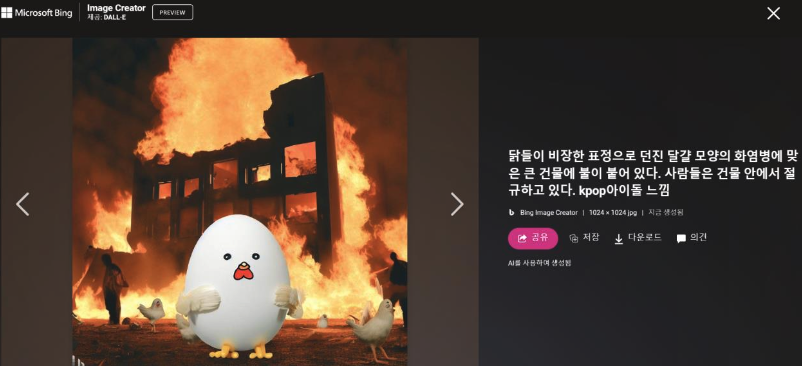 Microsoft Bing
Image Creator
제공: DALL·E
PREVIEW
닭들이 비장한 표정으로 던진 달걀 모양의 화염병에 맞
은 큰 건물에 불이 붙어 있다. 사람들은 건물 안에서 절
규하고 있다. kpop아이돌 느낌
b Bing Image Creator | 1024 × 1024 jpg | 지금 생성됨
공유 저장 다운로드 의견
AI를 사용하여 생성됨
b